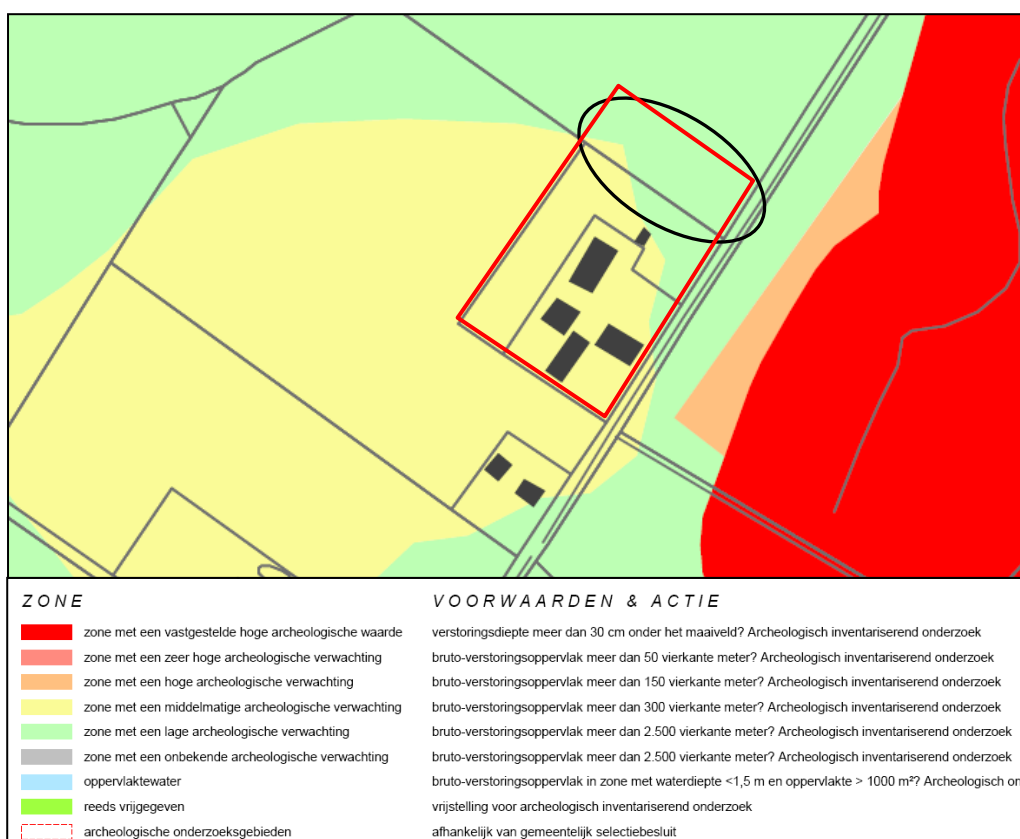 ZONE VOORWAARDEN & ACTIE
zone met een vastgestelde hoge archeologische waarde verstoringsdiepte meer dan 30 cm onder het maaiveld? Archeologisch inventariserend onderzoek
zone met een zeer hoge archeologische verwachting bruto-verstoringsoppervlak meer dan 50 vierkante meter? Archeologisch inventariserend onderzoek
zone met een hoge archeologische verwachting bruto-verstoringsoppervlak meer dan 150 vierkante meter? Archeologisch inventariserend onderzoek
zone met een middelmatige archeologische verwachting bruto-verstoringsoppervlak meer dan 300 vierkante meter? Archeologisch inventariserend onderzoek
zone met een lage archeologische verwachting bruto-verstoringsoppervlak meer dan 2.500 vierkante meter? Archeologisch inventariserend onderzoek
zone met een onbekende archeologische verwachting bruto-verstoringsoppervlak meer dan 2.500 vierkante meter? Archeologisch inventariserend onderzoek
oppervlaktewater bruto-verstoringsoppervlak in zone met waterdiepte <1,5 m en oppervlakte > 1000 m²? Archeologisch on
reeds vrijgegeven vrijstelling voor archeologisch inventariserend onderzoek
archeologische onderzoeksgebieden afhankelijk van gemeentelijk selectiebesluit